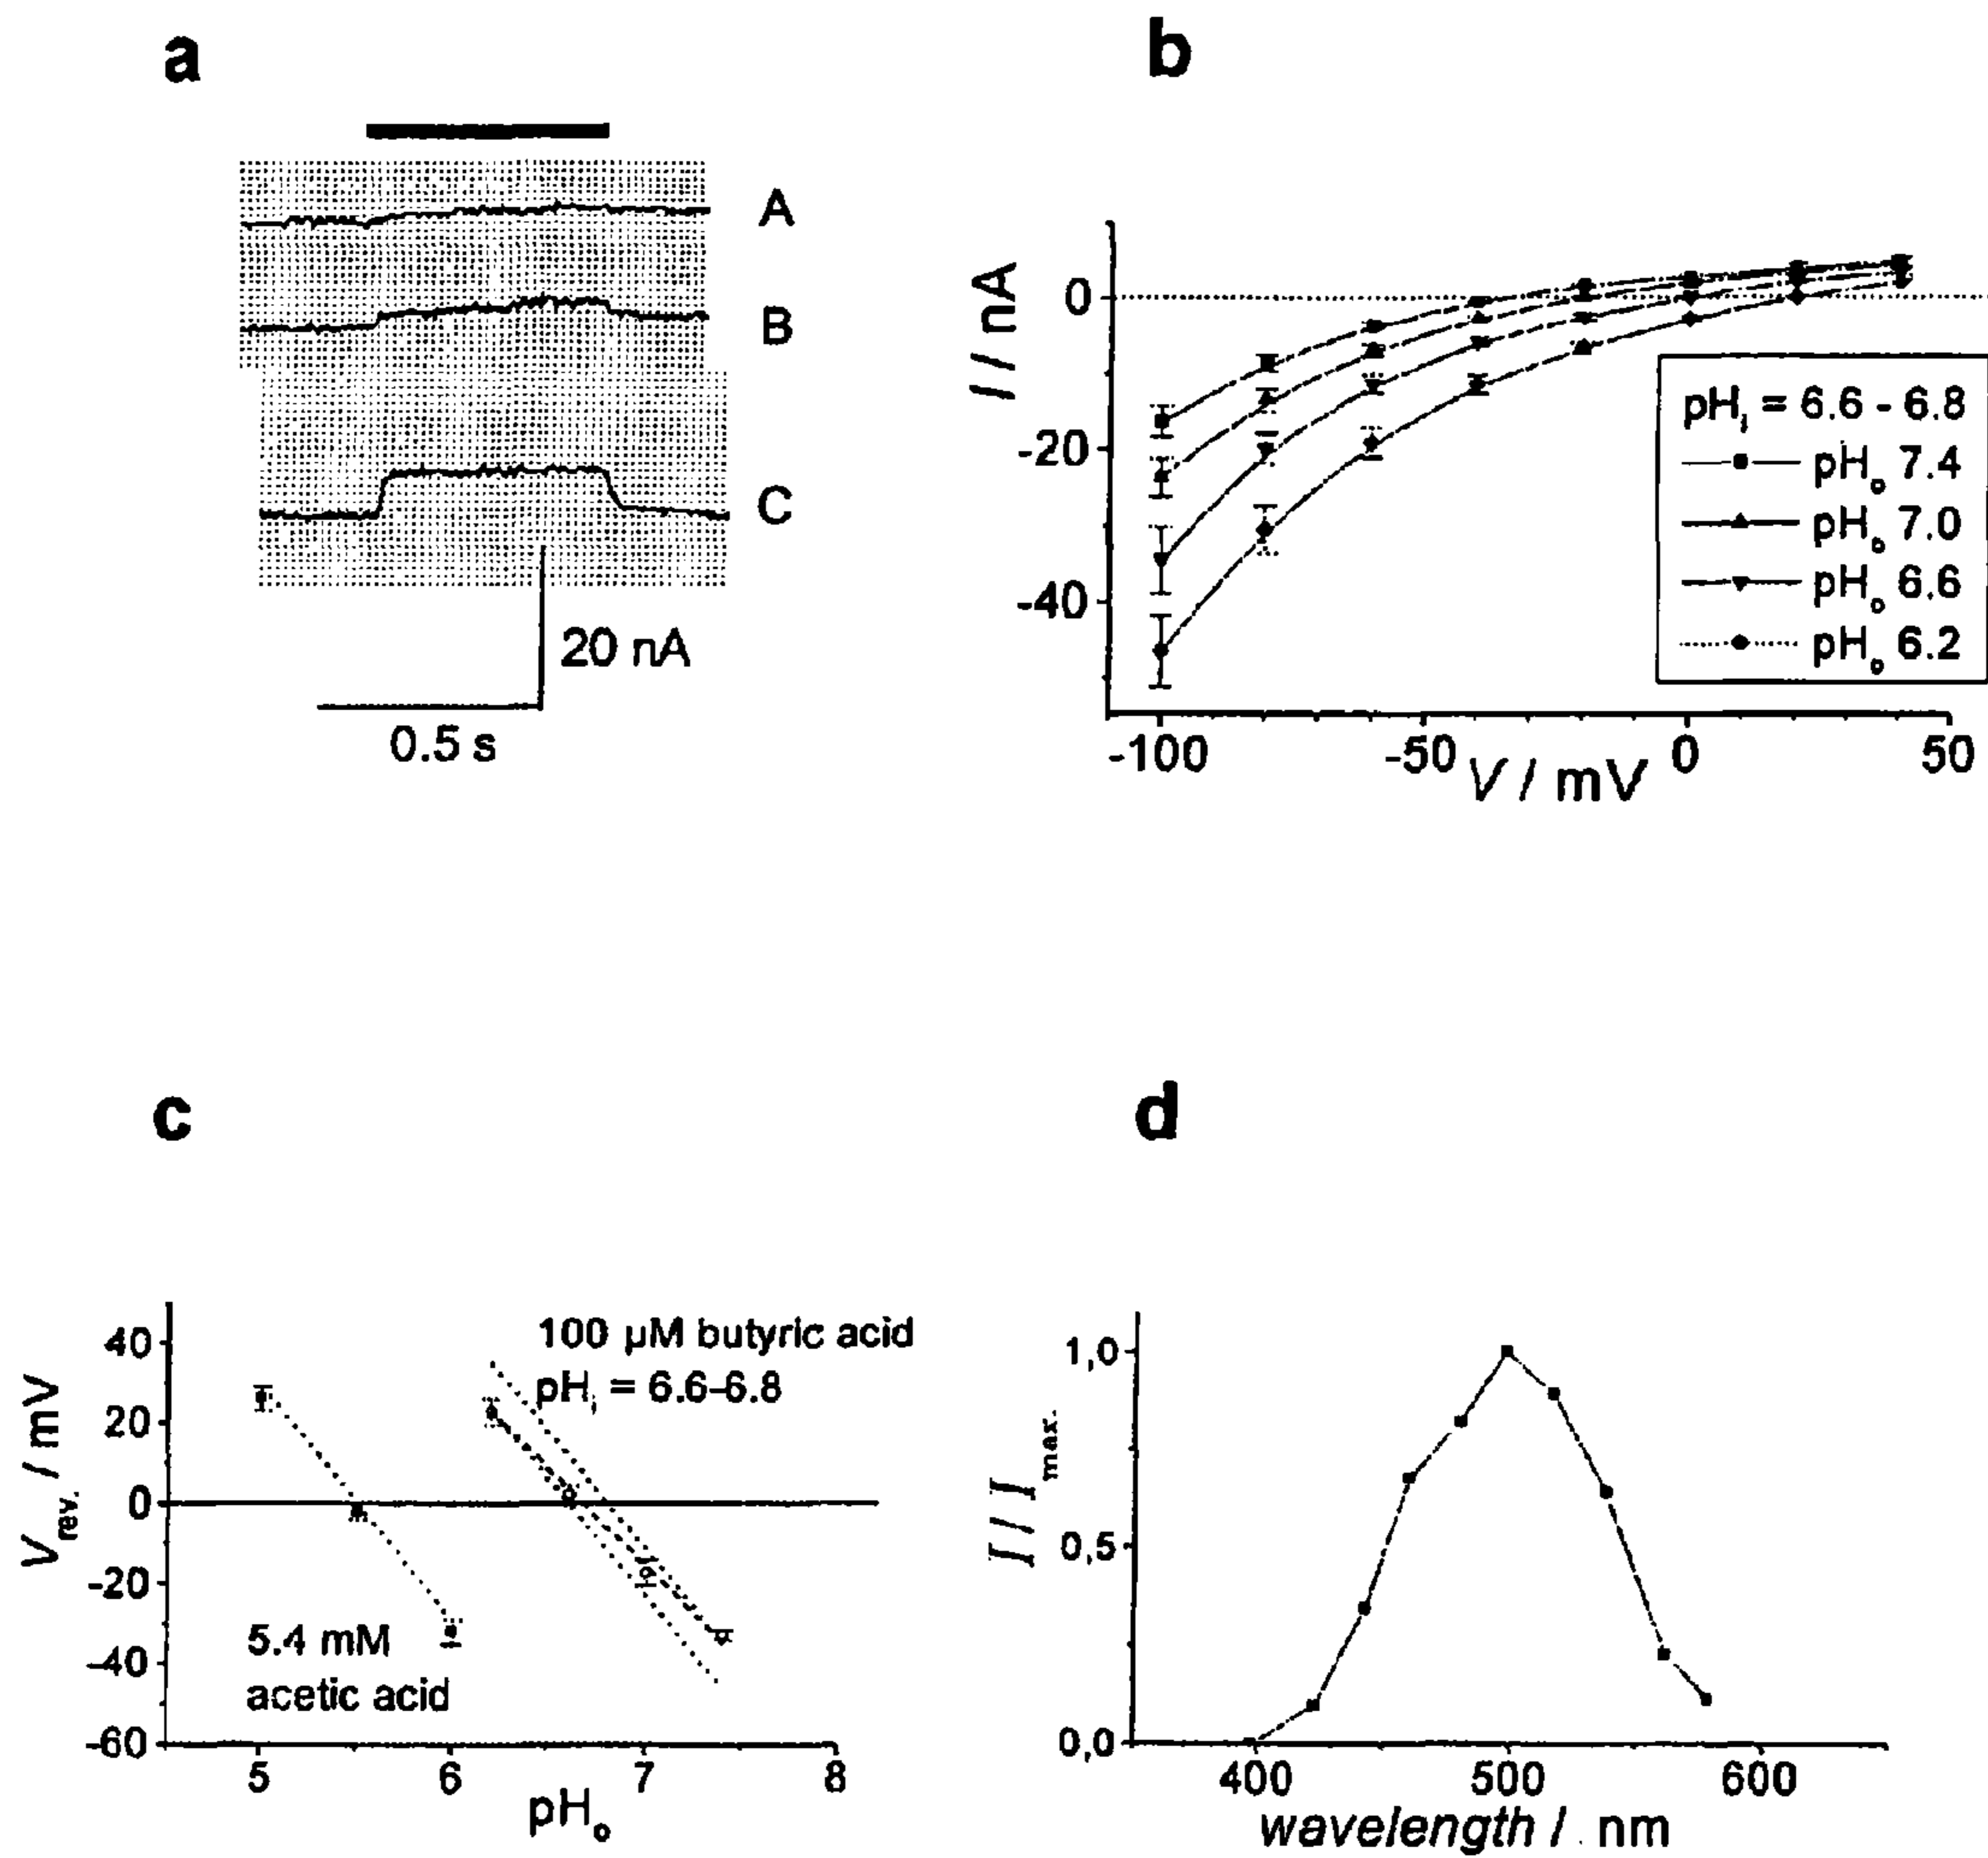 a
A
B
C
20 nA
0.5 s
b
I / nA
0
-20
-40
-100
-50
0
50
V / mV
pHi = 6.6 - 6.8
pHo 7.4
pHo 7.0
pHo 6.6
pHo 6.2
c
Vrev. / mV
40
20
0
-20
-40
-60
5
6
7
8
pHo
100 µM butyric acid
pHi = 6.6-6.8
5.4 mM
acetic acid
d
I / Imax.
1,0
0,5
0,0
400
500
600
wavelength / nm